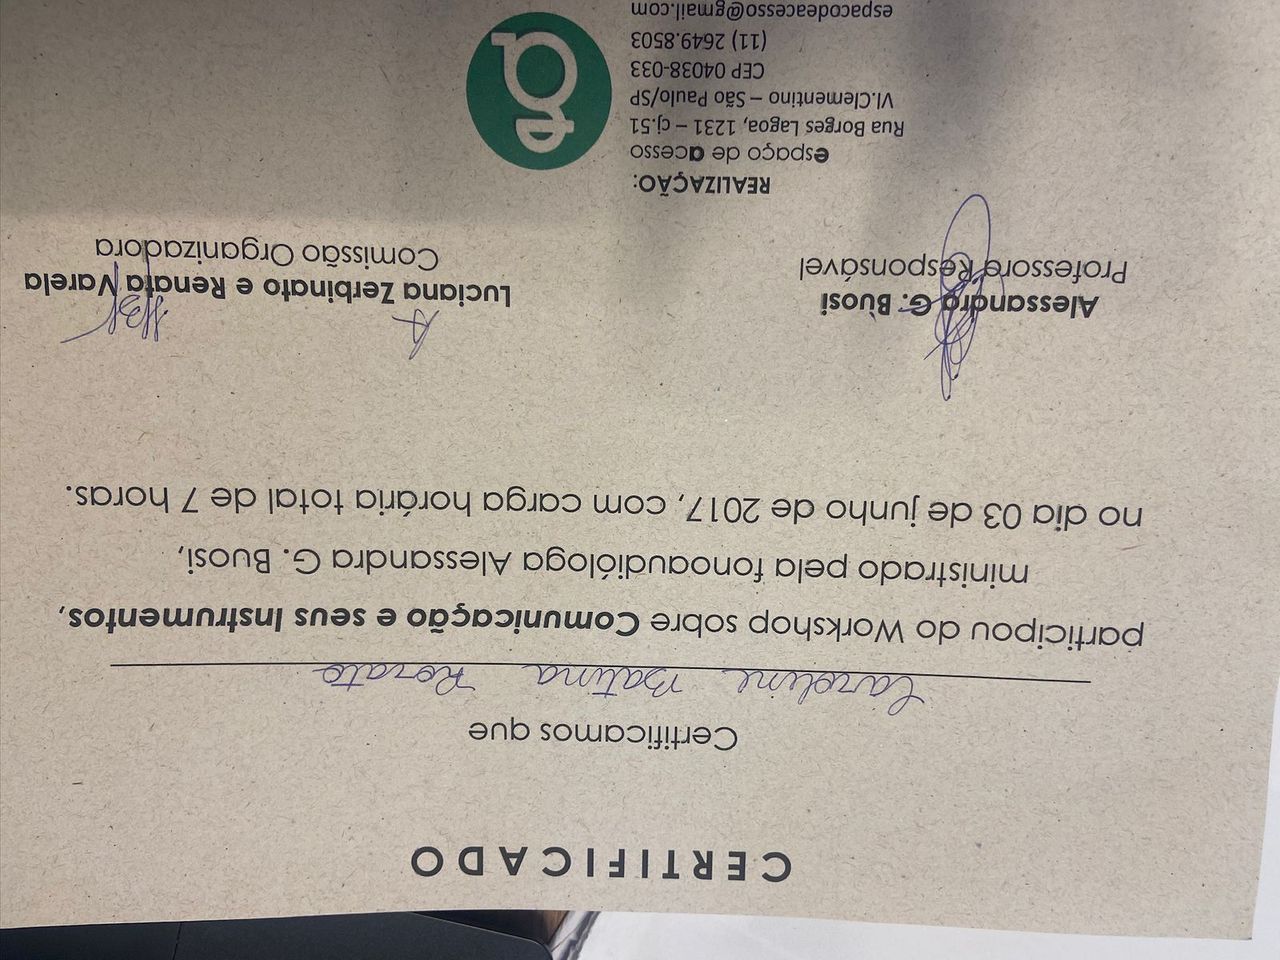 CERTIFICADO
Certificamos que
Caroline Batina Rorato
participou do Workshop sobre Comunicação e seus Instrumentos,
ministrado pela fonoaudióloga Alessandra G. Buosi,
no dia 03 de junho de 2017, com carga horária total de 7 horas.
Alessandra G. Buosi
Professora Responsável
Luciana Zerbinato e Renata Varela
Comissão Organizadora
REALIZAÇÃO:
espaço de acesso
Rua Borges Lagoa, 1231 – cj.51
Vl.Clementino – São Paulo/SP
CEP 04038-033
(11) 2649.8503
espacodeacesso@gmail.com